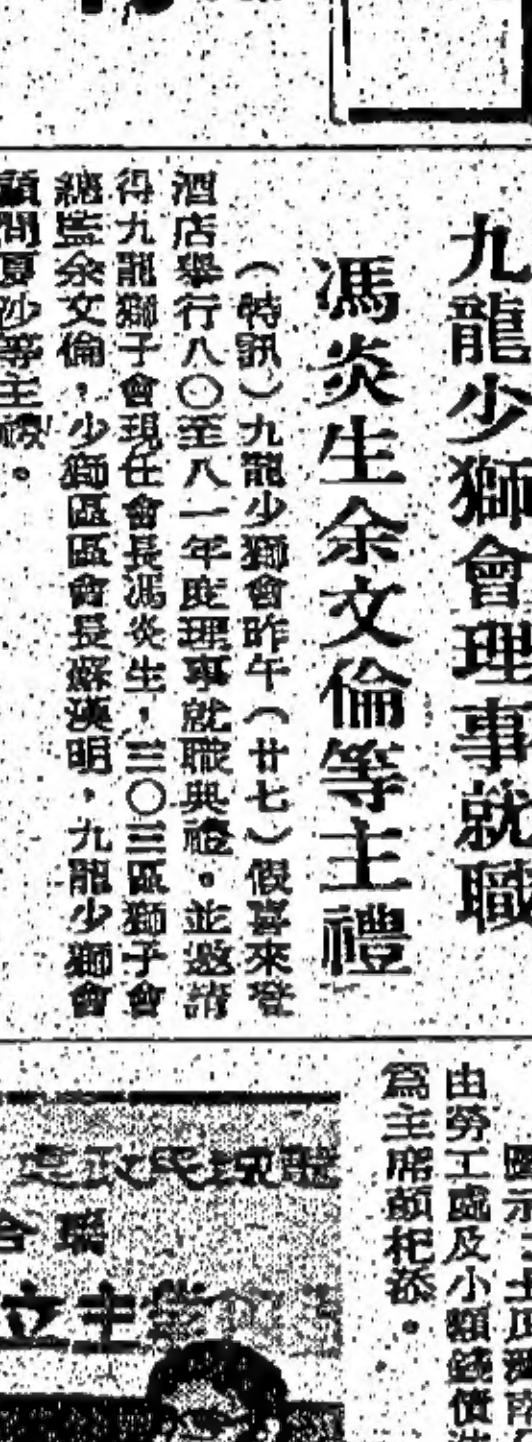 九龍少獅會理事就職
馮炎生余文倫等主禮
（特訊）九龍少獅會昨午（廿七）假喜來登
酒店舉行八〇至八一年度理事就職典禮。並邀請
得九龍獅子會現任會長馮炎生，三〇三區獅子會
總監余文倫，少獅區區會長蘇漢明，九龍少獅會
顧問夏沙等主禮。
由勞工處及小額錢債
為主席顏杞添。